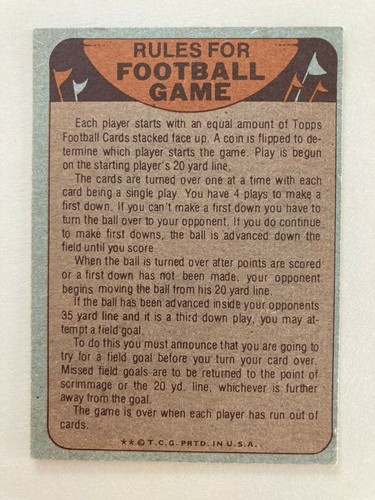 RULES FOR
FOOTBALL
GAME
Each player starts with an equal amount of Topps
Football Cards stacked face up. A coin is flipped to de-
termine which player starts the game. Play is begun
on the starting player's 20 yard line.
The cards are turned over one at a time with each
card being a single play. You have 4 plays to make a
first down. If you can't make a first down you have to
turn the ball over to your opponent. If you do continue
to make first downs, the ball is advanced down the
field until you score.
When the ball is turned over after points are scored
or a first down has not been made, your opponent
begins moving the ball from his 20 yard line.
If the ball has been advanced inside your opponents
35 yard line and it is a third down play, you may at-
tempt a field goal.
To do this you must announce that you are going to
try for a field goal before you turn your card over.
Missed field goals are to be returned to the point of
scrimmage or the 20 yd. line, whichever is further
away from the goal.
The game is over when each player has run out of
cards.
**© T.C.G. PRTD. IN U.S.A.